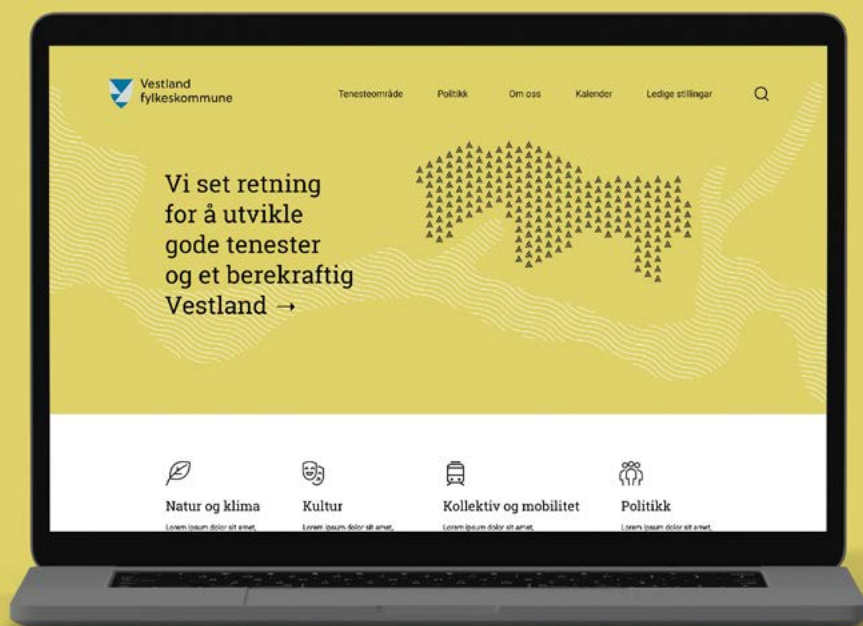 Vestland
fylkeskommune
Tenesteområde
Politikk
Om oss
Kalender
Ledige stillingar
Vi set retning
for å utvikle
gode tenester
og et berekraftig
Vestland →
Natur og klima
Lorem ipsum dolor sit amet,
Kultur
Lorem ipsum dolor sit amet,
Kollektiv og mobilitet
Lorem ipsum dolor sit amet,
Politikk
Lorem ipsum dolor sit amet,